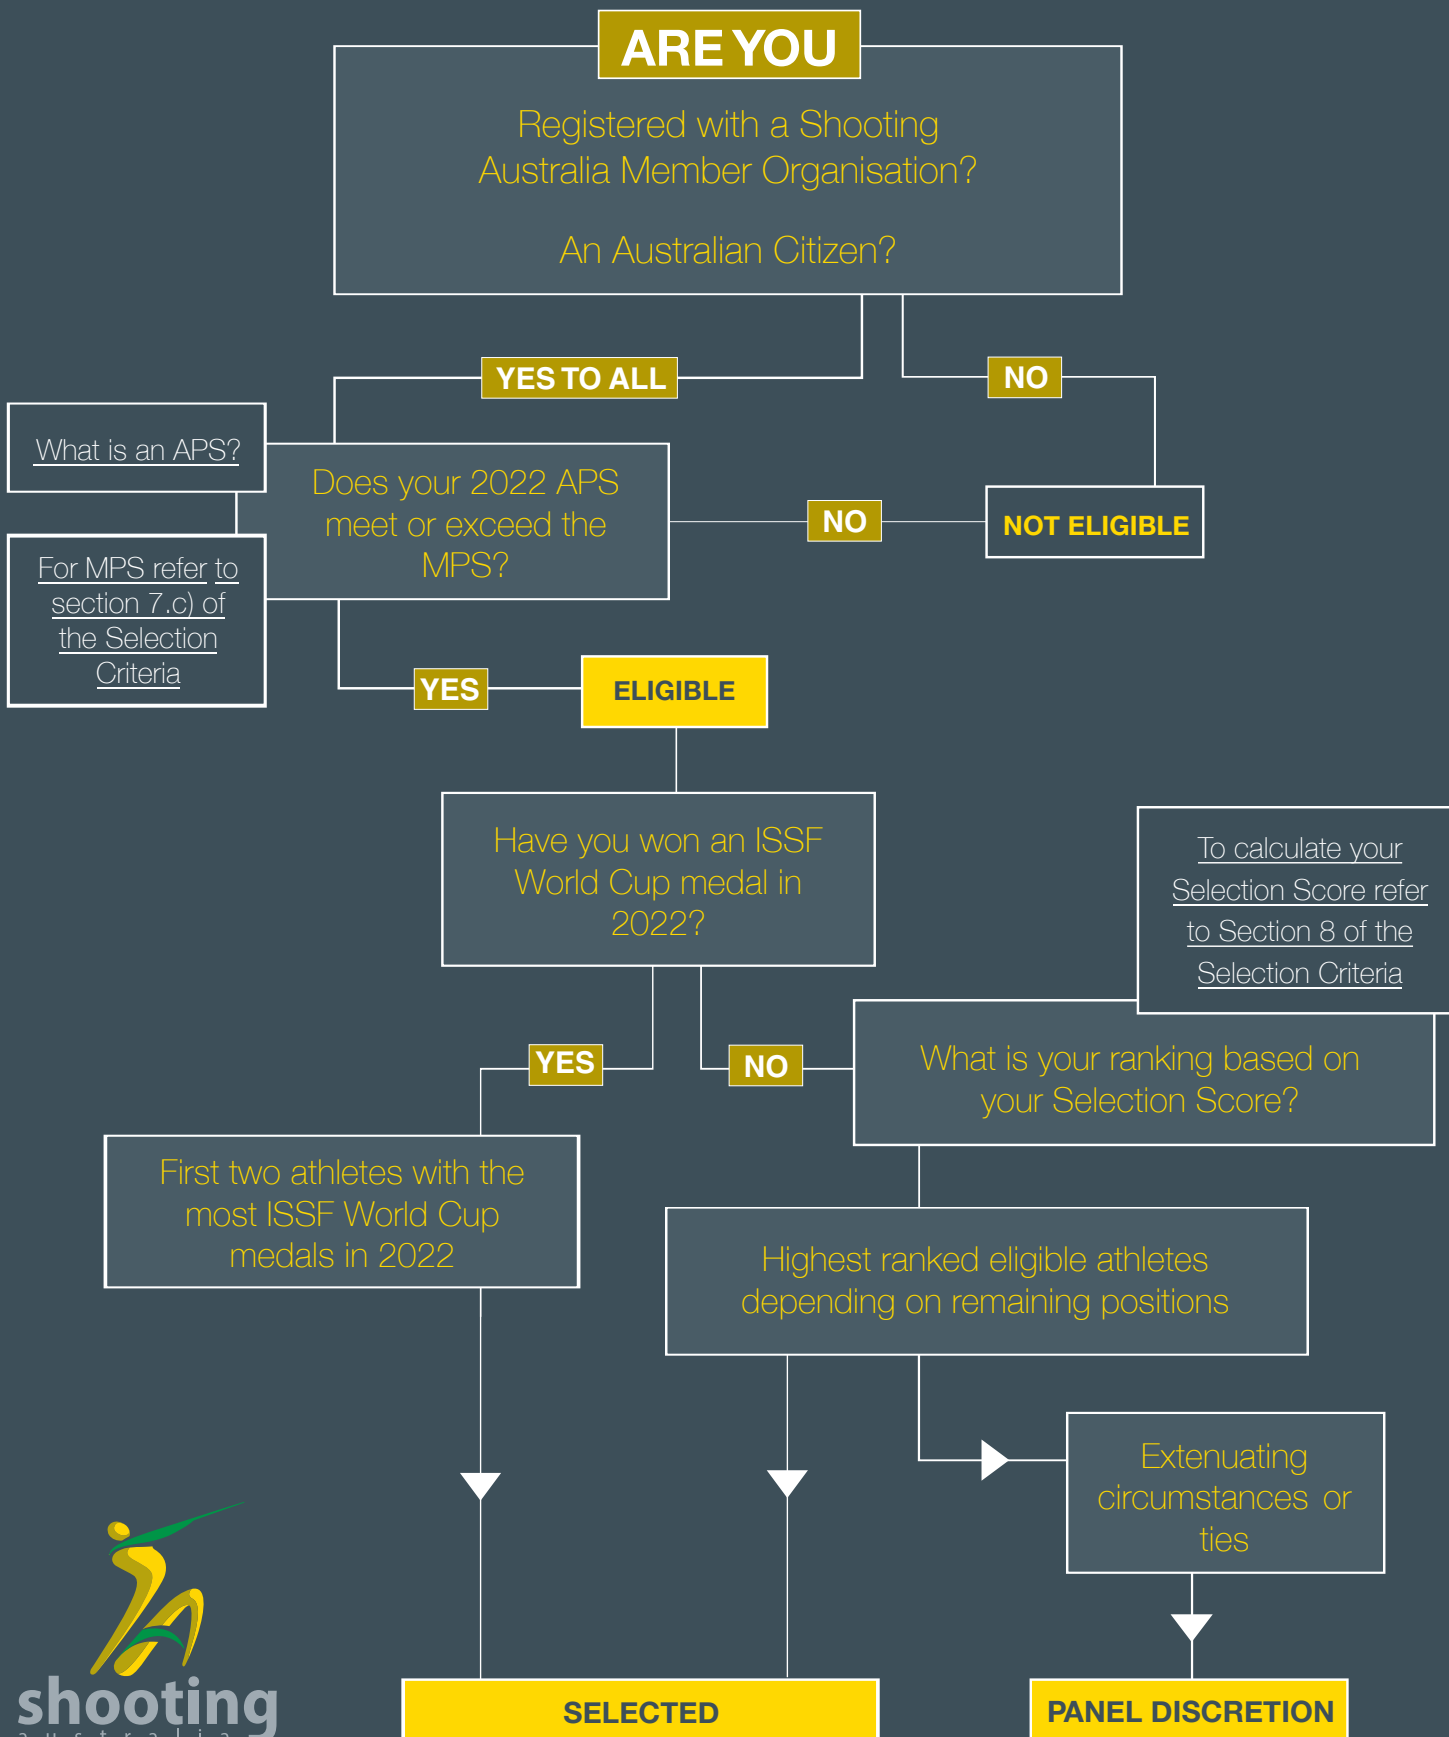 ARE YOU
Registered with a Shooting
Australia Member Organisation?
An Australian Citizen?
YES TO ALL
NO
What is an APS?
Does your 2022 APS
meet or exceed the
MPS?
NO
NOT ELIGIBLE
For MPS refer to
section 7.c) of
the Selection
Criteria
YES
ELIGIBLE
Have you won an ISSF
World Cup medal in
2022?
To calculate your
Selection Score refer
to Section 8 of the
Selection Criteria
YES
NO
What is your ranking based on
your Selection Score?
First two athletes with the
most ISSF World Cup
medals in 2022
Highest ranked eligible athletes
depending on remaining positions
Extenuating
circumstances or
ties
shooting
australia
SELECTED
PANEL DISCRETION